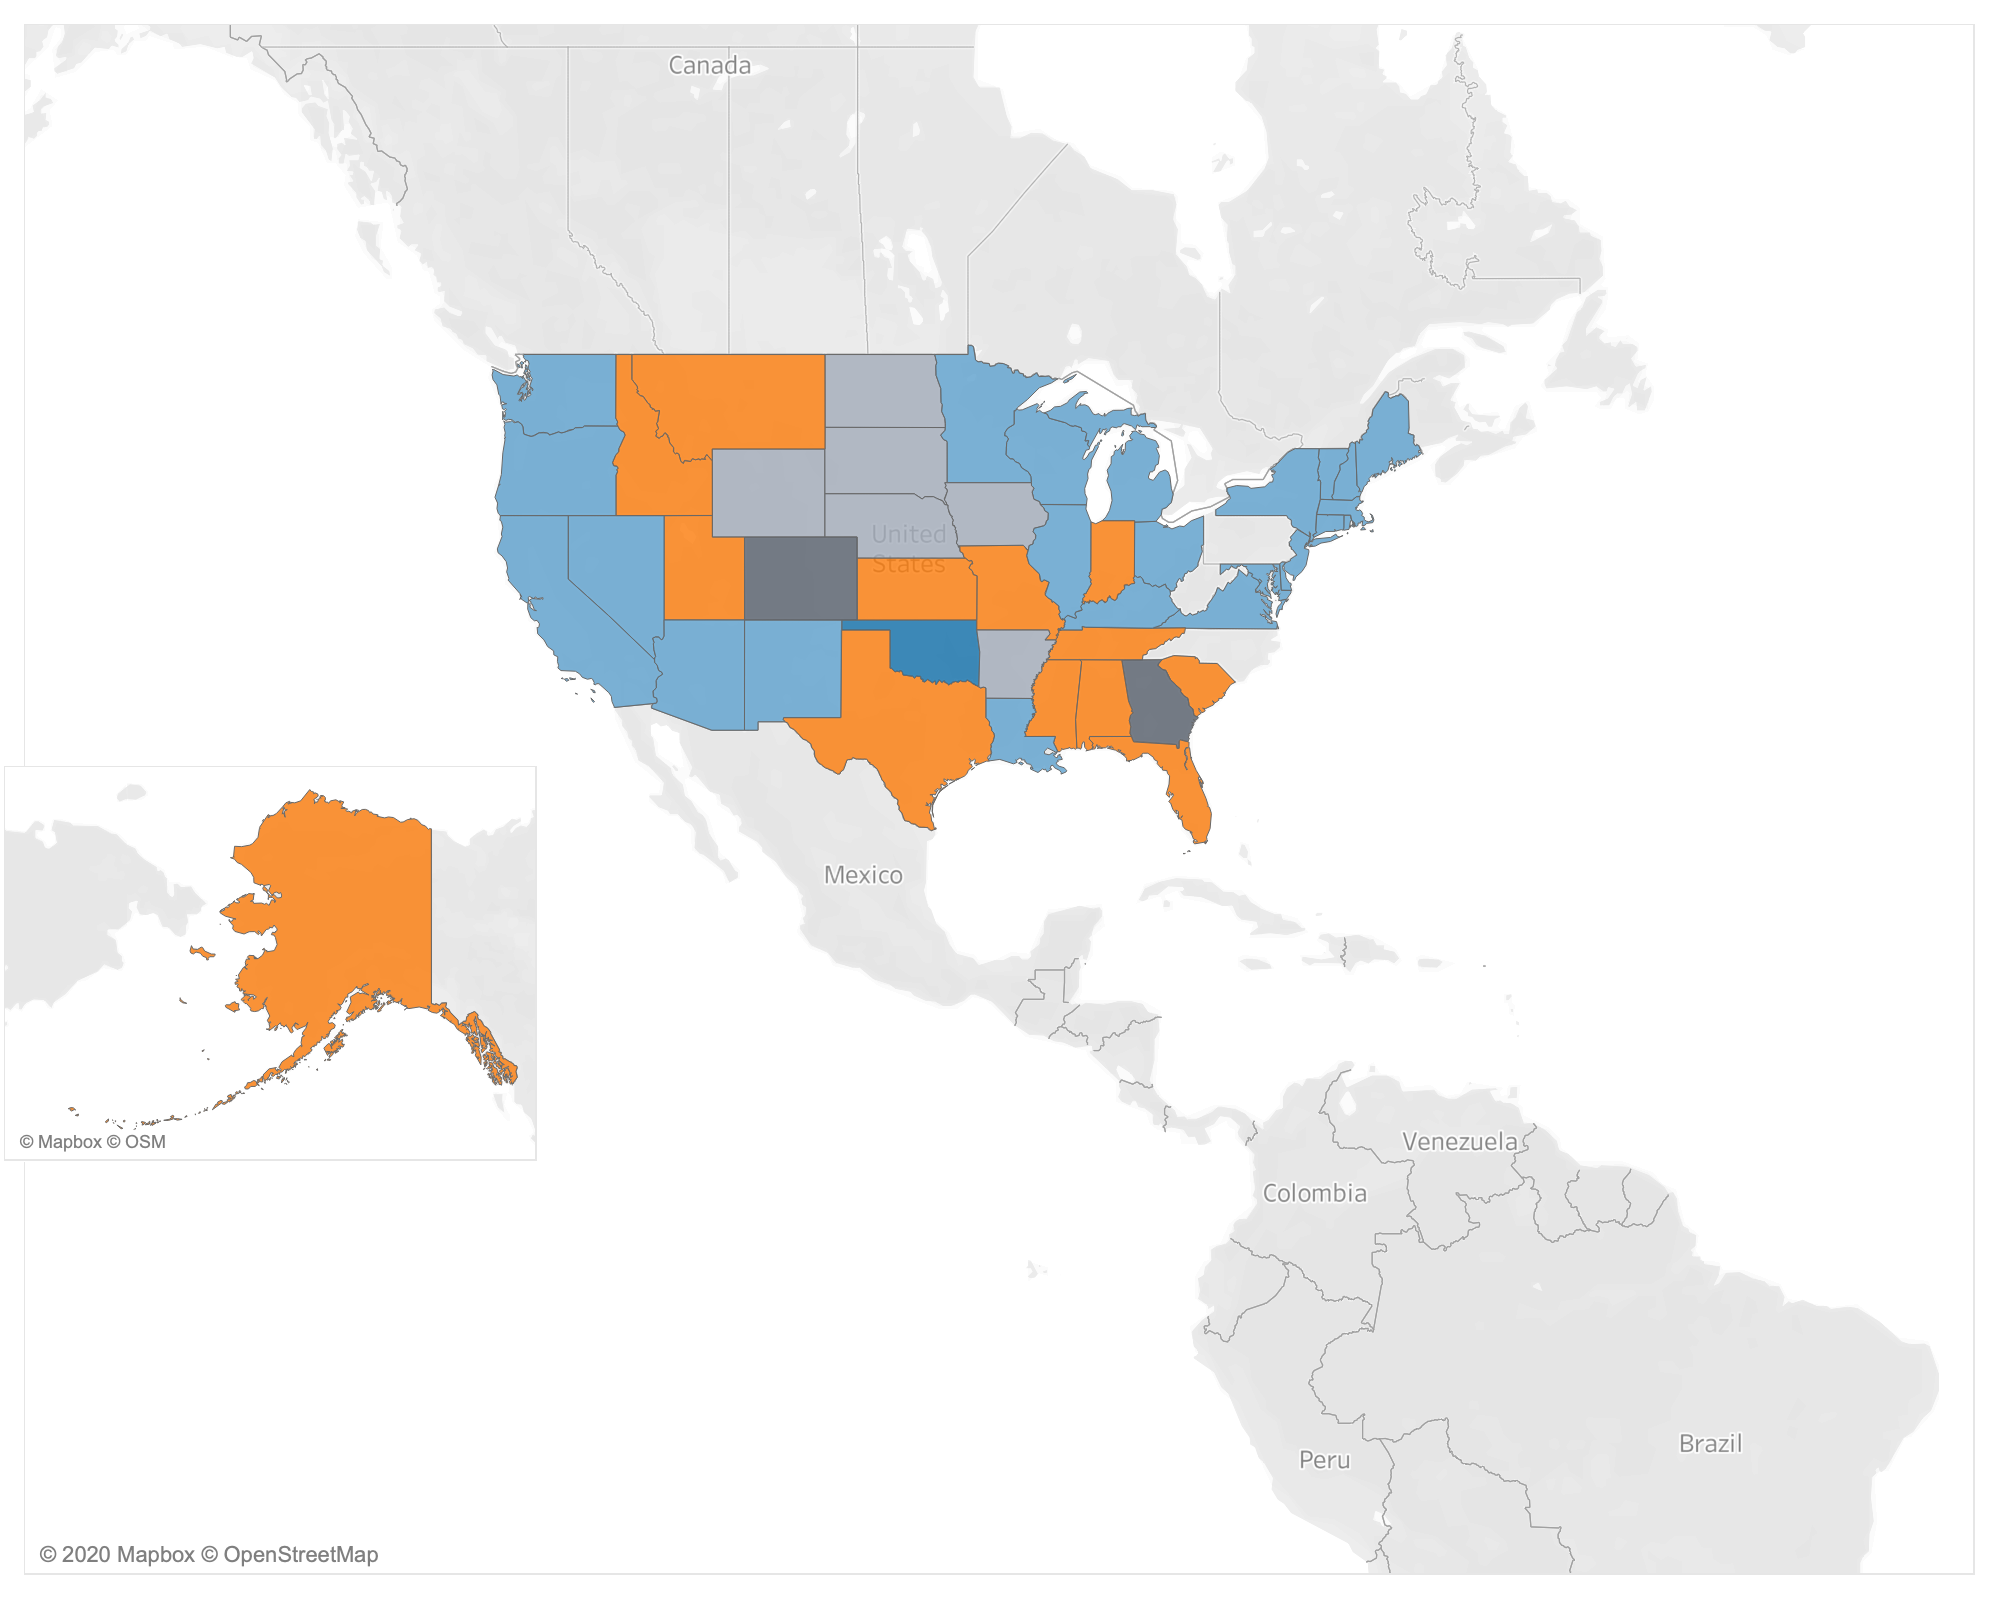 Canada
United
States
Mexico
© Mapbox © OSM
Venezuela
Colombia
Brazil
Peru
© 2020 Mapbox © OpenStreetMap